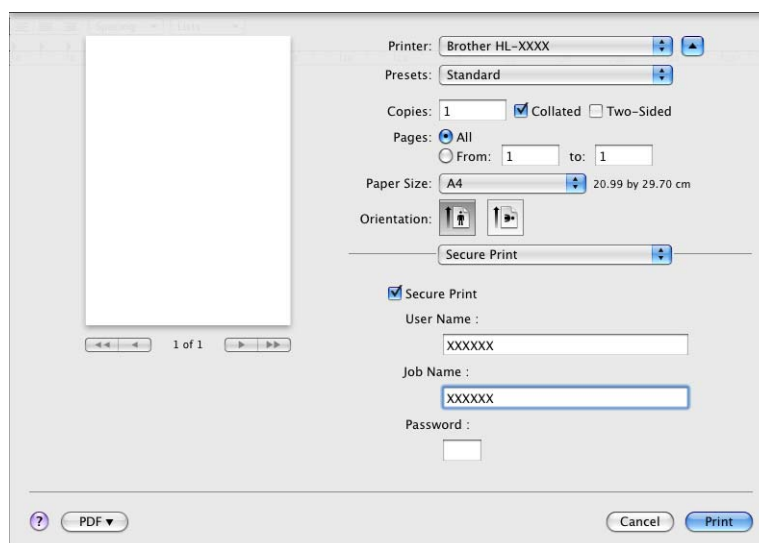 Spacing Lists
Printer: Brother HL-XXXX
Presets: Standard
Copies: 1 Collated Two-Sided
Pages: All
From: 1 to: 1
Paper Size: A4 20.99 by 29.70 cm
Orientation:
Secure Print
Secure Print
User Name :
XXXXXX
Job Name :
XXXXXX
Password :
1 of 1
? PDF Cancel Print